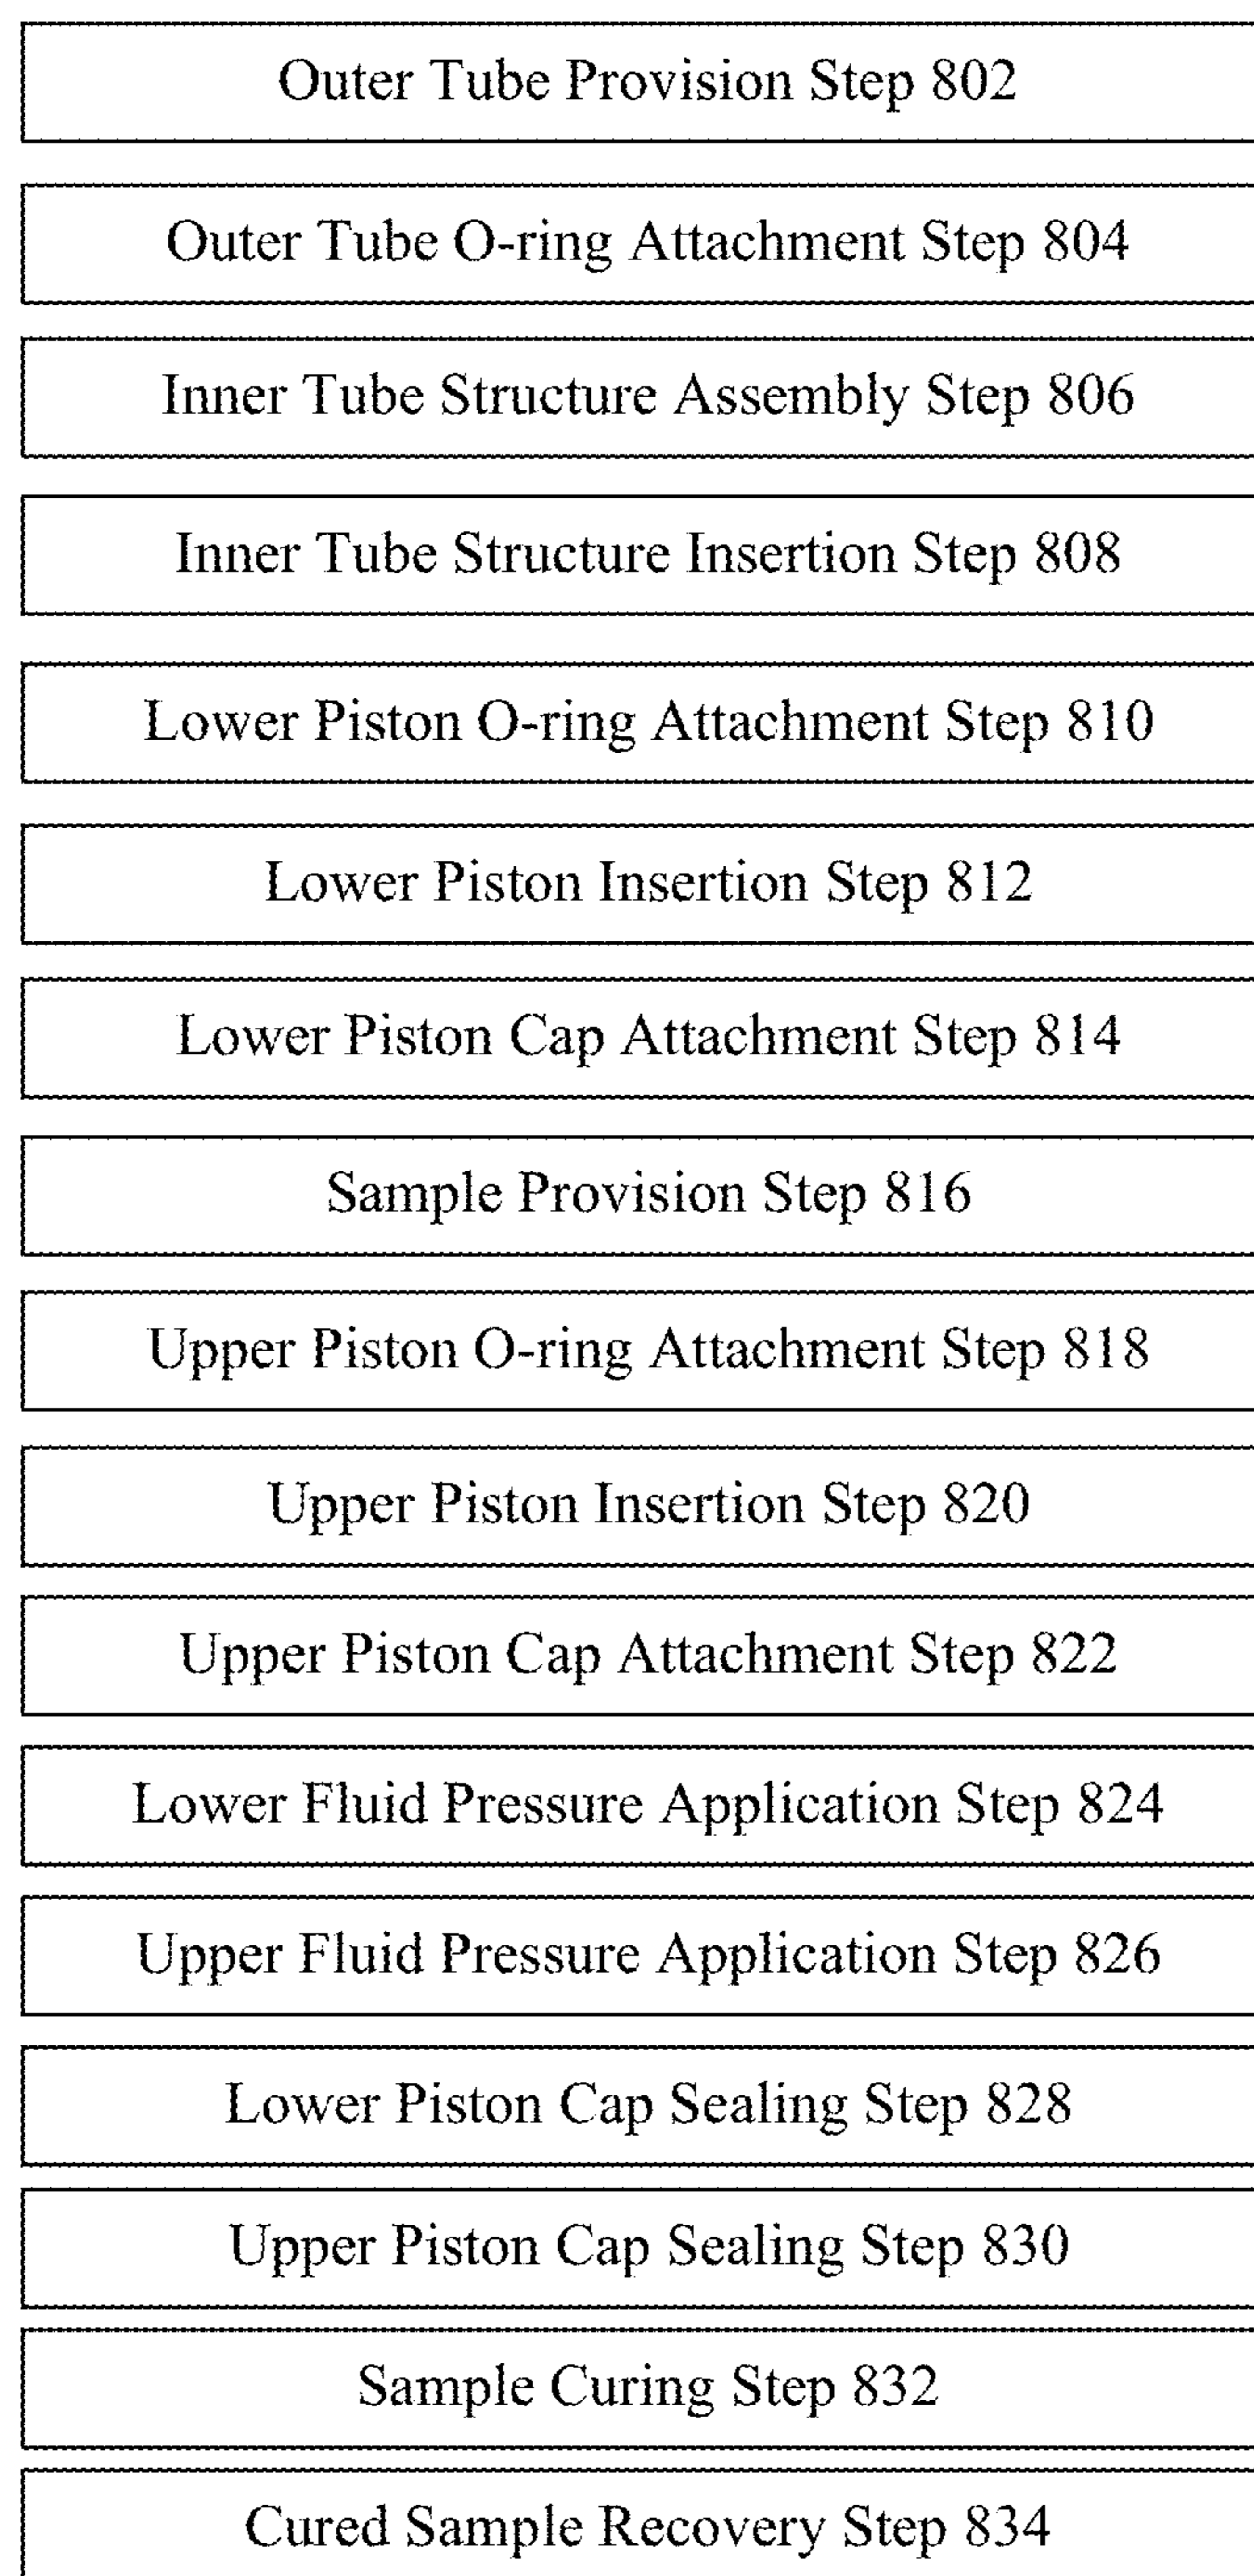 Outer Tube Provision Step 802
Outer Tube O-ring Attachment Step 804
Inner Tube Structure Assembly Step 806
Inner Tube Structure Insertion Step 808
Lower Piston O-ring Attachment Step 810
Lower Piston Insertion Step 812
Lower Piston Cap Attachment Step 814
Sample Provision Step 816
Upper Piston O-ring Attachment Step 818
Upper Piston Insertion Step 820
Upper Piston Cap Attachment Step 822
Lower Fluid Pressure Application Step 824
Upper Fluid Pressure Application Step 826
Lower Piston Cap Sealing Step 828
Upper Piston Cap Sealing Step 830
Sample Curing Step 832
Cured Sample Recovery Step 834